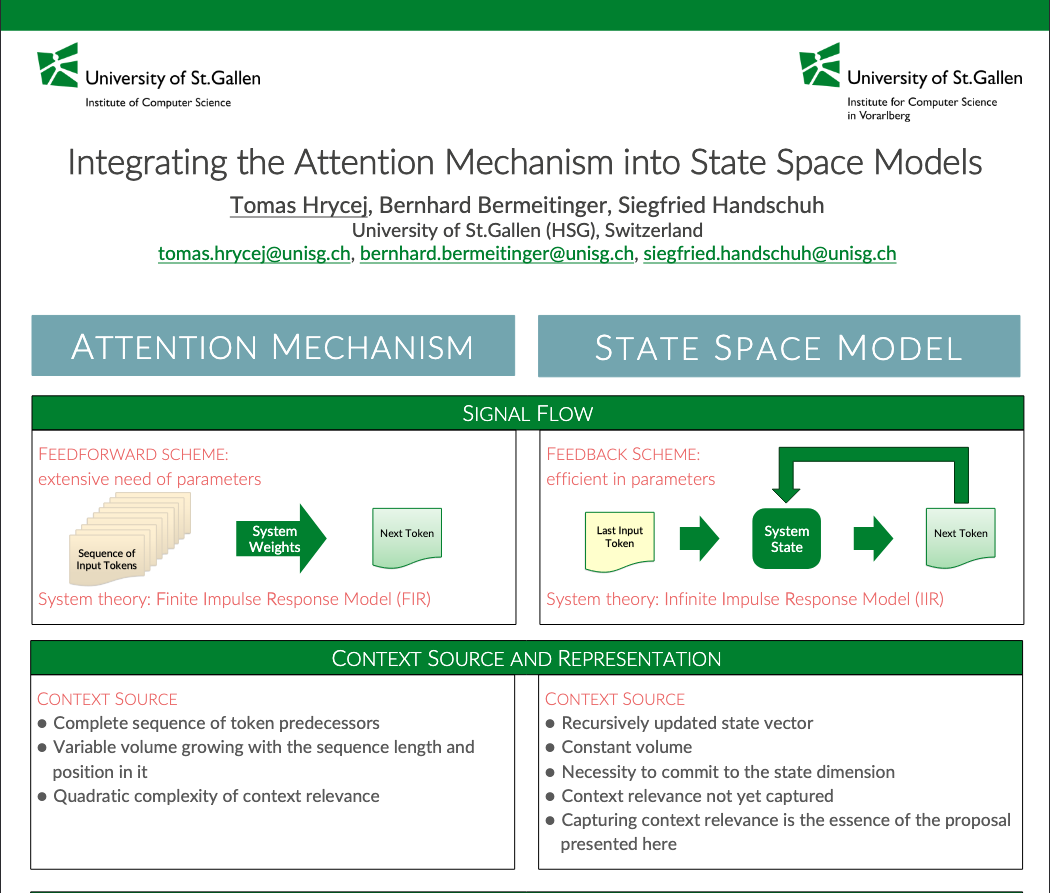 University of St.Gallen
Institute of Computer Science
University of St.Gallen
Institute for Computer Science
in Vorarlberg
Integrating the Attention Mechanism into State Space Models
Tomas Hrycej, Bernhard Bermeitinger, Siegfried Handschuh
University of St.Gallen (HSG), Switzerland
tomas.hrycej@unisg.ch, bernhard.bermeitinger@unisg.ch, siegfried.handschuh@unisg.ch
ATTENTION MECHANISM
STATE SPACE MODEL
SIGNAL FLOW
FEEDFORWARD SCHEME:
extensive need of parameters
Sequence of
Input Tokens
System
Weights
Next Token
System theory: Finite Impulse Response Model (FIR)
FEEDBACK SCHEME:
efficient in parameters
Last Input
Token
System
State
Next Token
System theory: Infinite Impulse Response Model (IIR)
CONTEXT SOURCE AND REPRESENTATION
CONTEXT SOURCE
● Complete sequence of token predecessors
● Variable volume growing with the sequence length and
position in it
● Quadratic complexity of context relevance
CONTEXT SOURCE
● Recursively updated state vector
● Constant volume
● Necessity to commit to the state dimension
● Context relevance not yet captured
● Capturing context relevance is the essence of the proposal
presented here